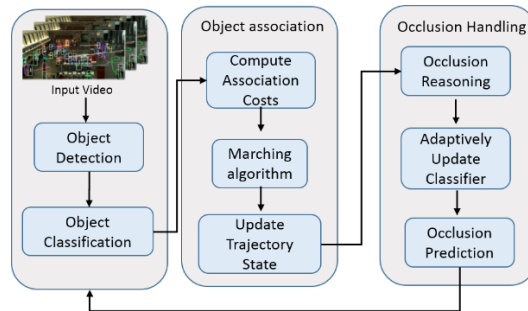 Input Video
Object
Detection
Object
Classification
Object association
Compute
Association
Costs
Marching
algorithm
Update
Trajectory
State
Occlusion Handling
Occlusion
Reasoning
Adaptively
Update
Classifier
Occlusion
Prediction